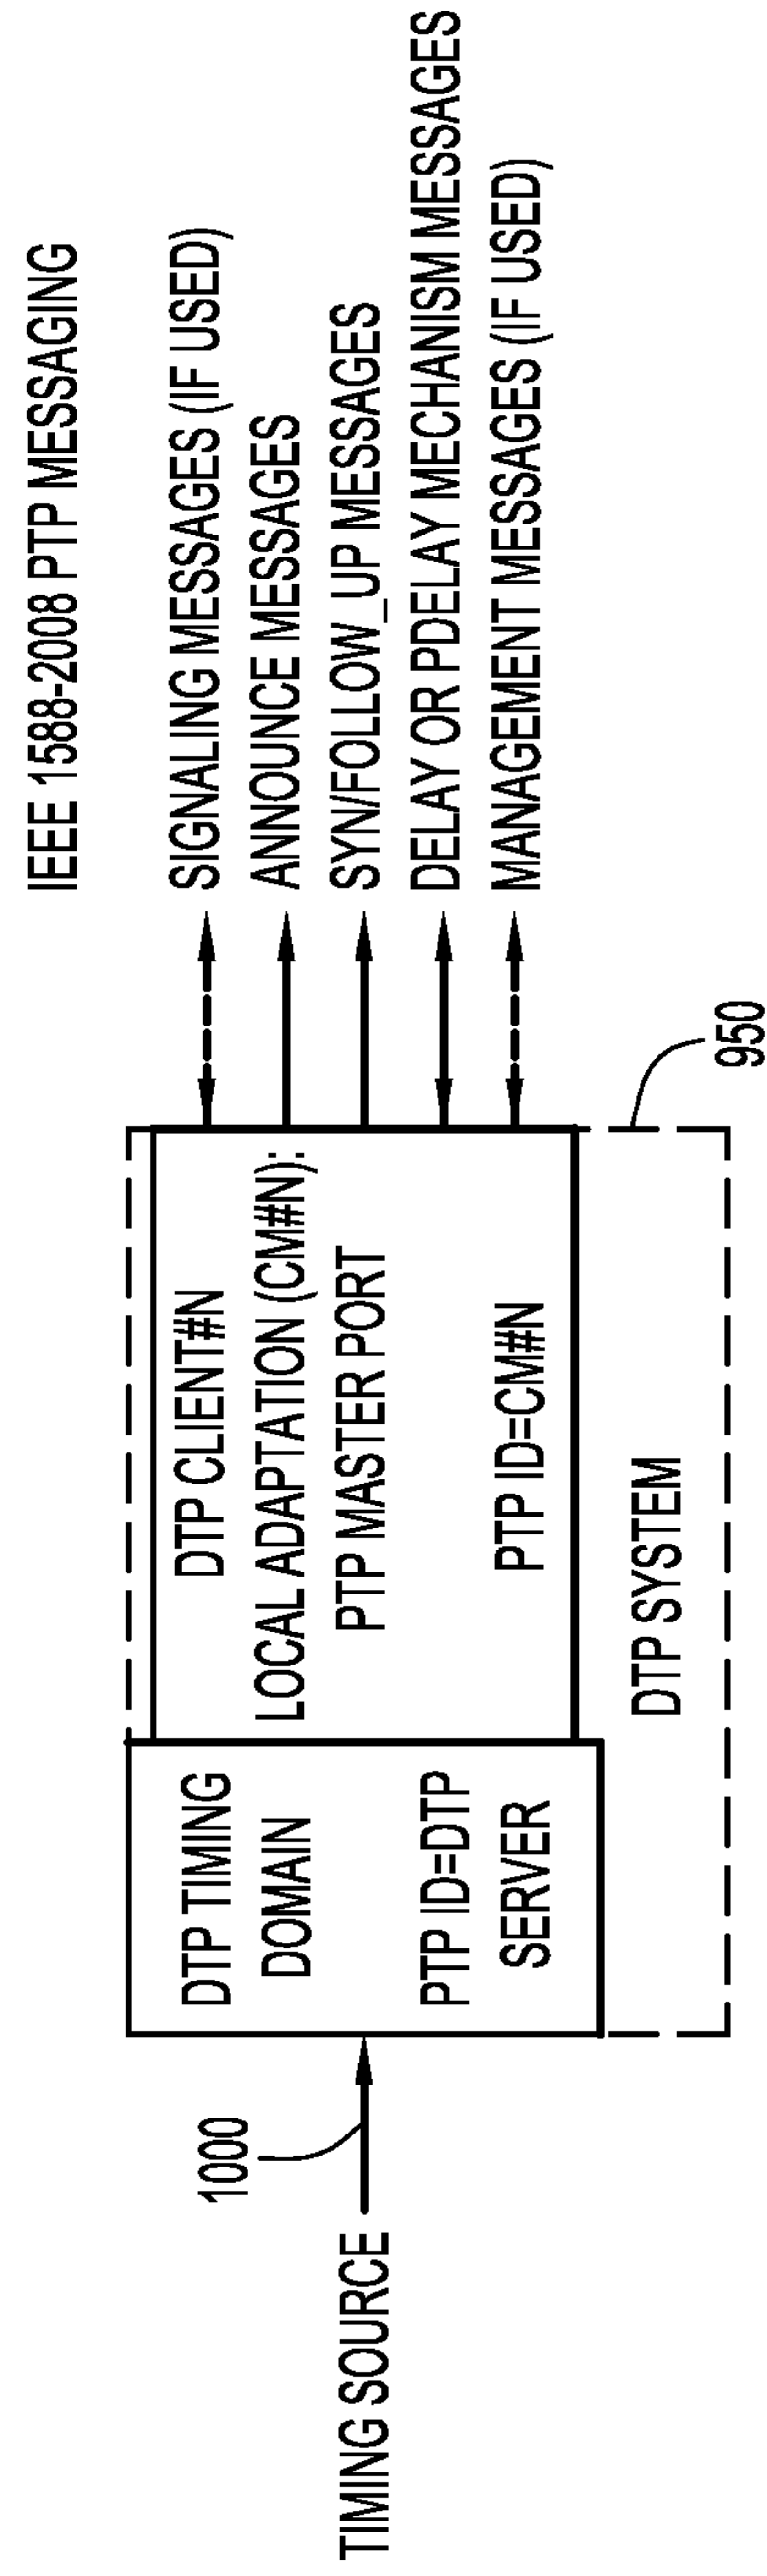 IEEE 1588-2008 PTP MESSAGING
SIGNALING MESSAGES (IF USED)
ANNOUNCE MESSAGES
SYN/FOLLOW_UP MESSAGES
DELAY OR PDELAY MECHANISM MESSAGES
MANAGEMENT MESSAGES (IF USED)
TIMING SOURCE
1000
DTP TIMING
DOMAIN
PTP ID=DTP
SERVER
DTP CLIENT#N
LOCAL ADAPTATION (CM#N):
PTP MASTER PORT
PTP ID=CM#N
DTP SYSTEM
950